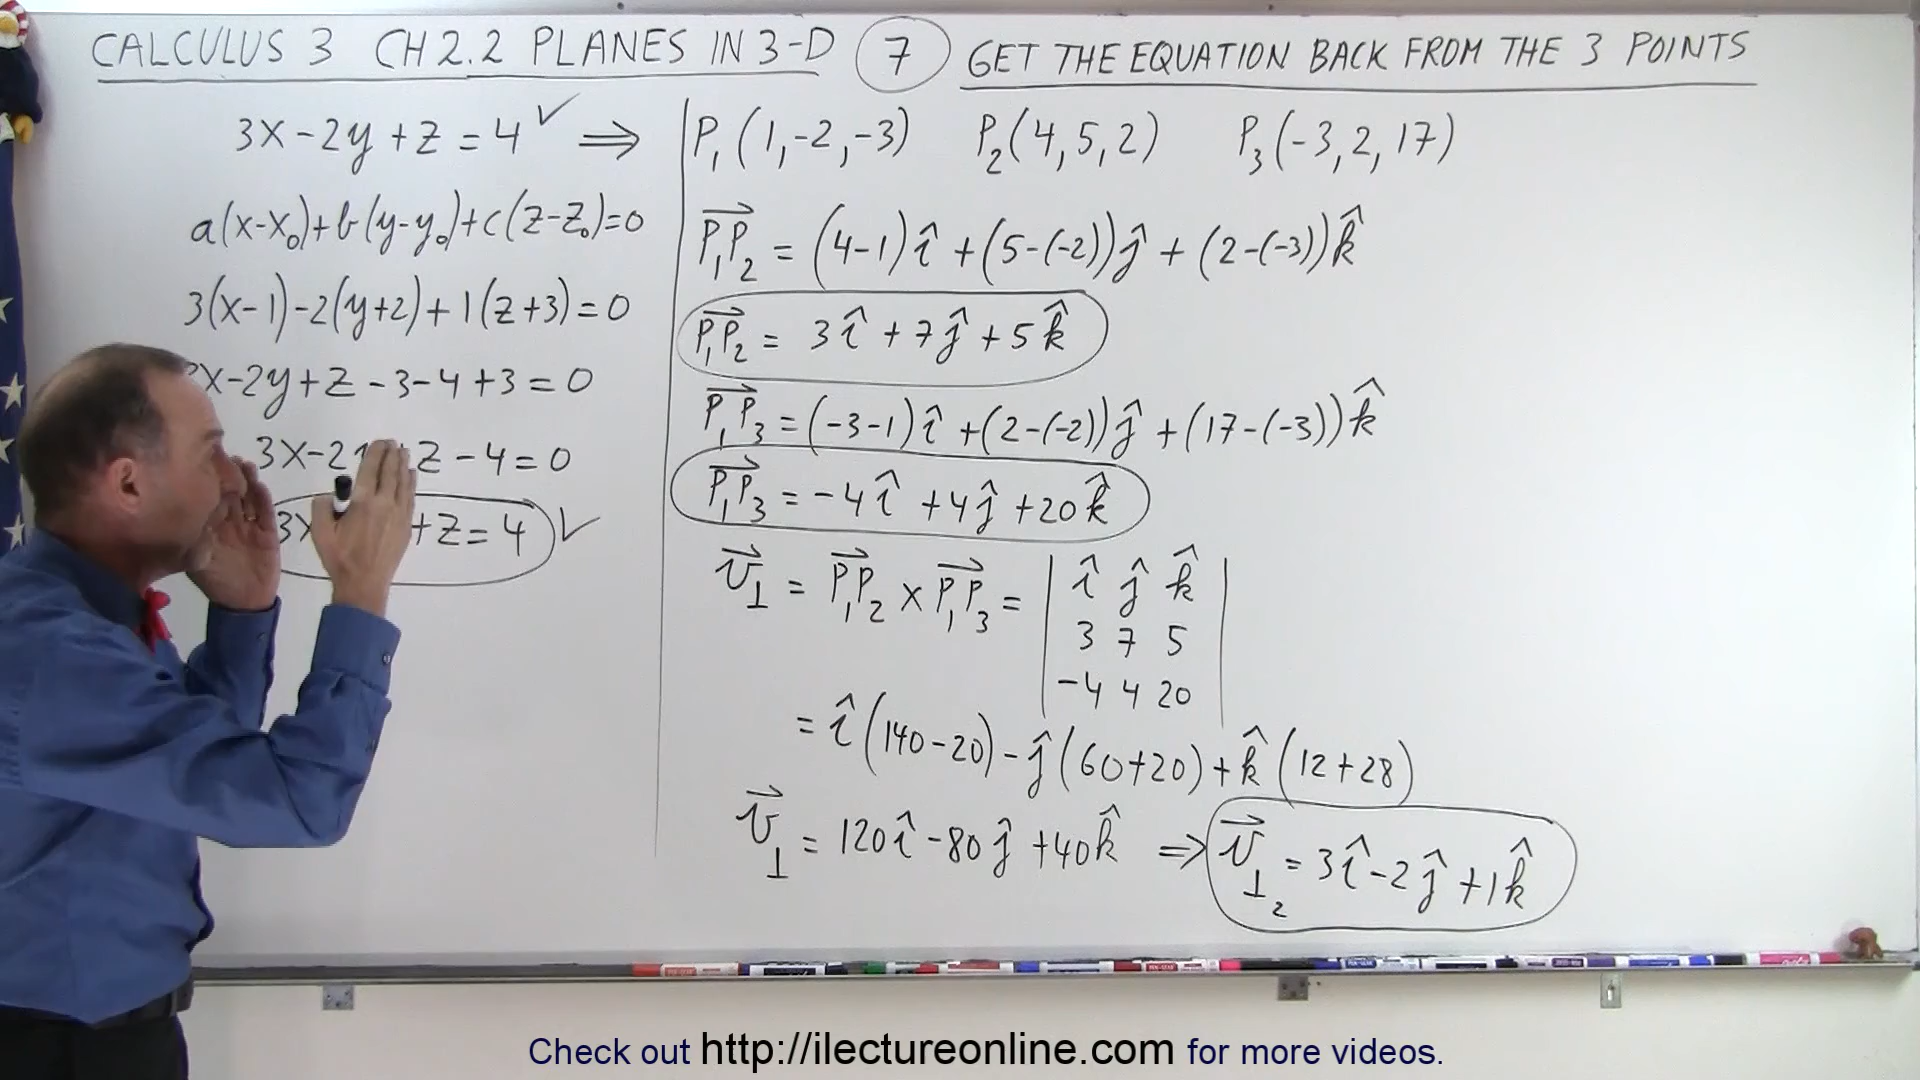 CALCULUS 3 CH 2.2 PLANES IN 3-D 7 GET THE EQUATION BACK FROM THE 3 POINTS
3x-2y+z=4 ✓ ⇒
a(x-x₀)+b(y-y₀)+c(z-z₀)=0
3(x-1)-2(y+2)+1(z+3)=0
x-2y+z-3-4+3=0
3x-2 +z-4=0
3x +z=4 ✓
P₁(1,-2,-3) P₂(4,5,2) P₃(-3,2,17)
P₁P₂⃗ = (4-1)î+(5-(-2))ĵ+(2-(-3))k̂
P₁P₂⃗ = 3î+7ĵ+5k̂
P₁P₃⃗ = (-3-1)î+(2-(-2))ĵ+(17-(-3))k̂
P₁P₃⃗ = -4î+4ĵ+20k̂
v⃗⊥ = P₁P₂⃗ x P₁P₃⃗ = | î ĵ k̂ |
3 7 5
-4 4 20
= î(140-20)-ĵ(60+20)+k̂(12+28)
v⃗⊥ = 120î-80ĵ+40k̂ ⇒ v⃗⊥₂ = 3î-2ĵ+1k̂
Check out http://ilectureonline.com for more videos.